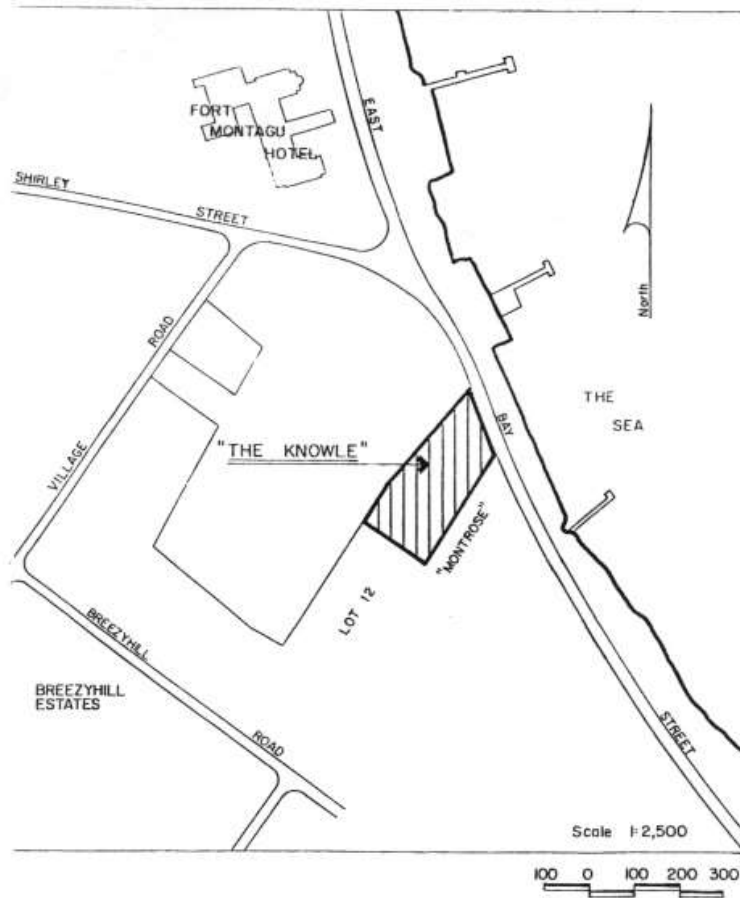 FORT
MONTAGU
HOTEL
EAST
SHIRLEY
STREET
North
ROAD
THE
SEA
BAY
"THE KNOWLE"
VILLAGE
"MONTROSE"
LOT 12
BREEZYHILL
BREEZYHILL
ESTATES
STREET
ROAD
Scale 1:2,500
100 0 100 200 300